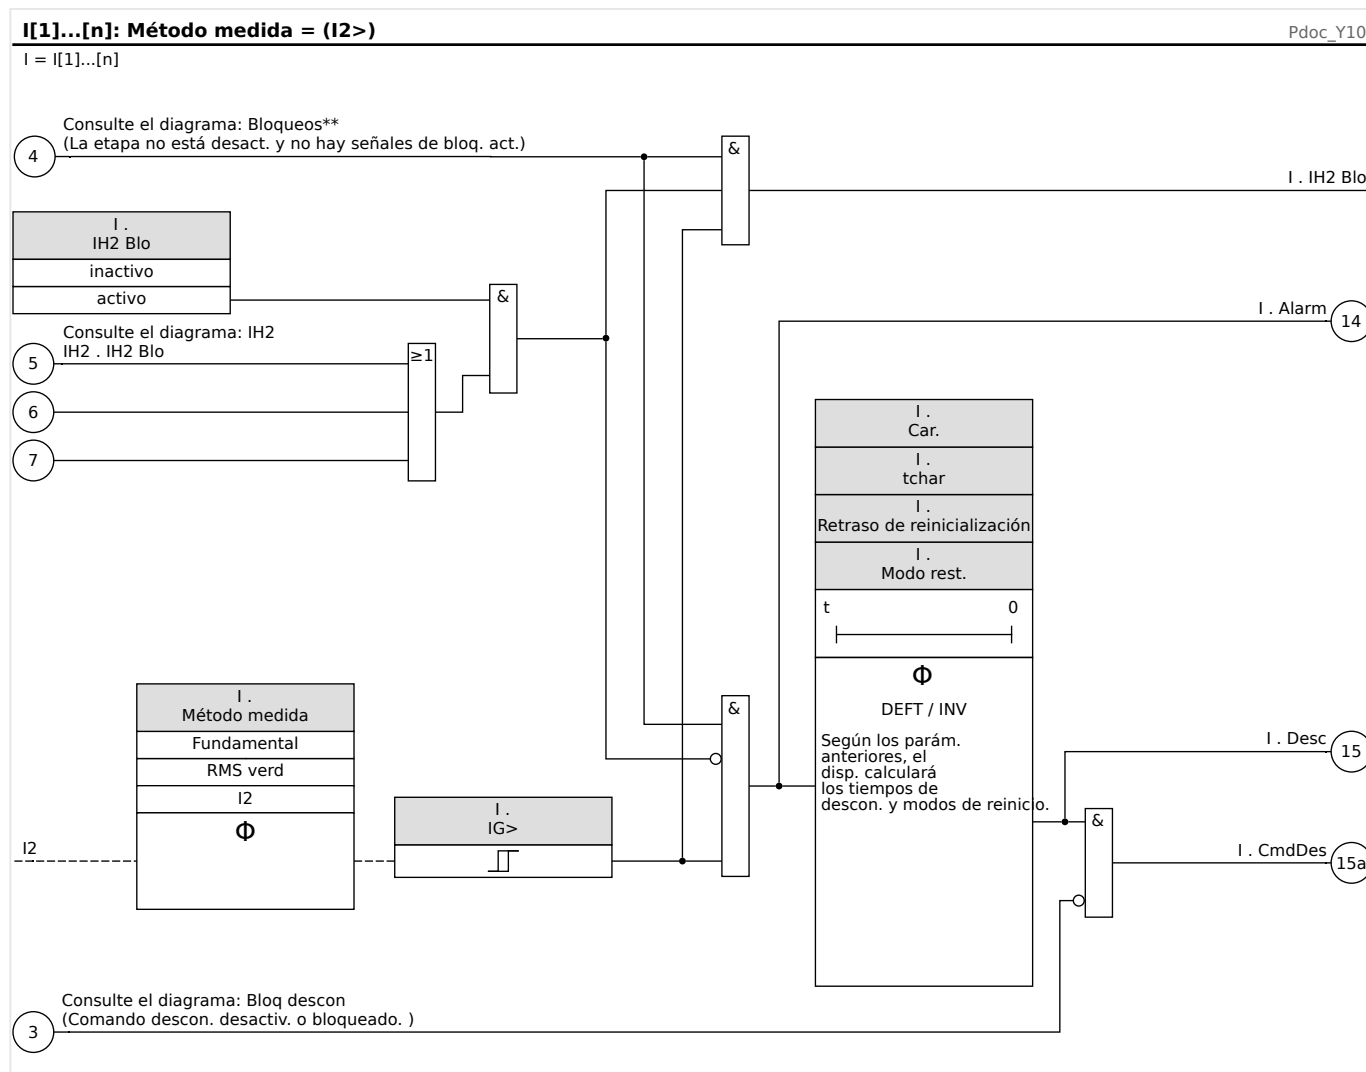 I[1]...[n]: Método medida = (I2>)
Pdoc_Y10
I = I[1]...[n]
Consulte el diagrama: Bloqueos**
(La etapa no está desact. y no hay señales de bloq. act.)
4
&
I . IH2 Blo
I .
IH2 Blo
inactivo
activo
&
I . Alarm
14
Consulte el diagrama: IH2
IH2 . IH2 Blo
5
≥1
6
7
I .
Car.
I .
tchar
I .
Retraso de reinicialización
I .
Modo rest.
t
0
Φ
DEFT / INV
Según los parám.
anteriores, el
disp. calculará
los tiempos de
descon. y modos de reinicio.
I .
Método medida
Fundamental
RMS verd
I2
Φ
I2
I .
IG>
&
I . Desc
15
&
I . CmdDes
15a
Consulte el diagrama: Bloq descon
(Comando descon. desactiv. o bloqueado. )
3